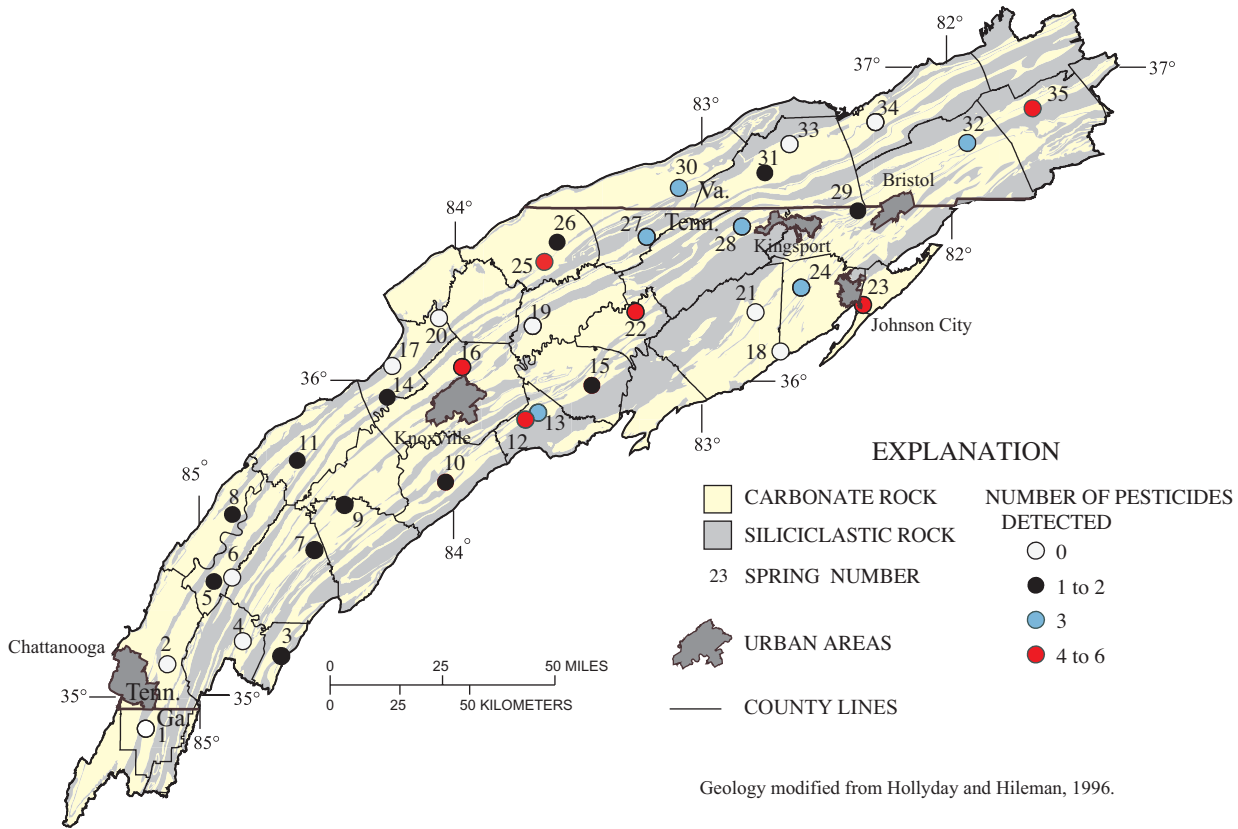 82°
37°
37°
35
34
83°
32
33
31
30
Va.
Bristol
29
84°
26
27
Tenn.
28
Kingsport
82°
25
24
23
21
19
22
Johnson City
20
18
17
16
36°
15
36°
14
13
Knoxville
12
83°
11
10
85°
8
9
84°
7
6
5
4
3
Chattanooga
2
35°
Tenn.
35°
Ga.
1
85°
0 25 50 MILES
0 25 50 KILOMETERS
EXPLANATION
CARBONATE ROCK
SILICICLASTIC ROCK
23 SPRING NUMBER
URBAN AREAS
COUNTY LINES
NUMBER OF PESTICIDES
DETECTED
0
1 to 2
3
4 to 6
Geology modified from Hollyday and Hileman, 1996.